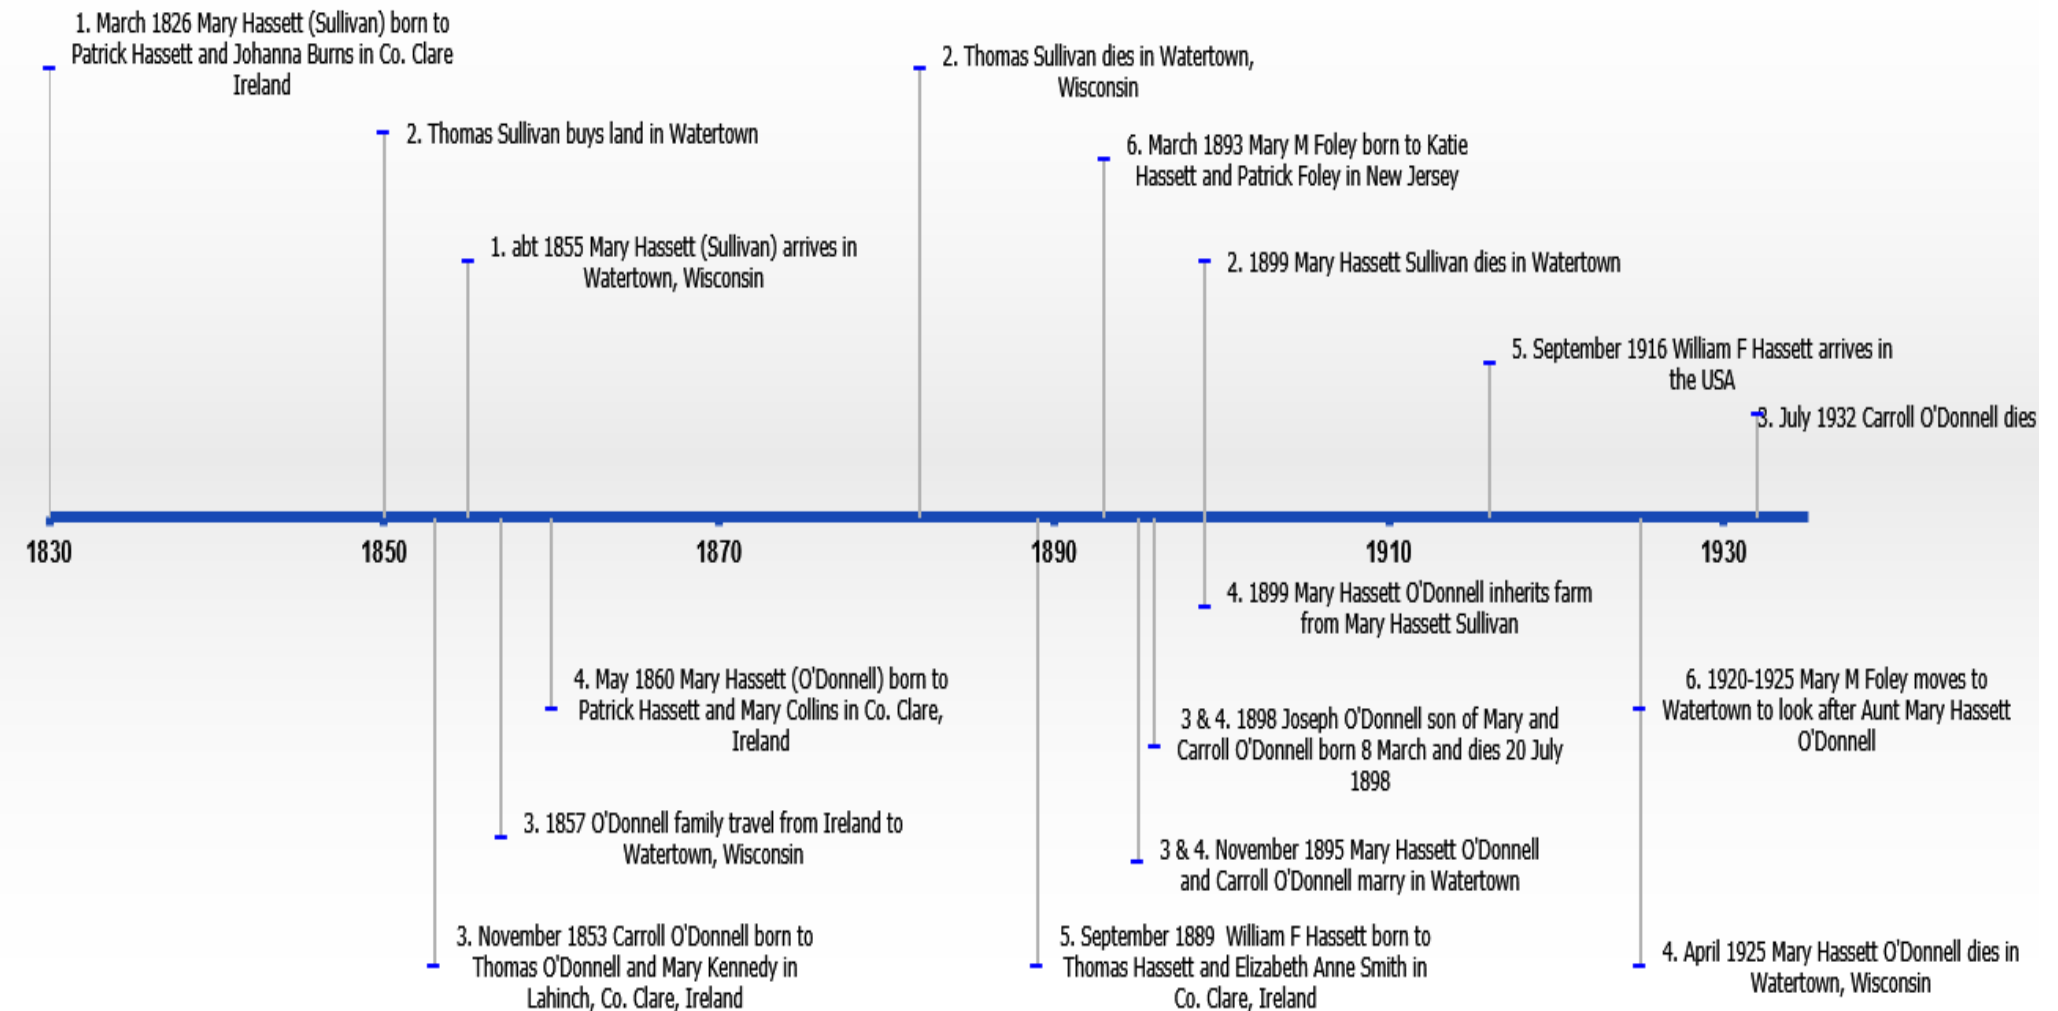 1. March 1826 Mary Hassett (Sullivan) born to
Patrick Hassett and Johanna Burns in Co. Clare
Ireland
2. Thomas Sullivan buys land in Watertown
1. abt 1855 Mary Hassett (Sullivan) arrives in
Watertown, Wisconsin
2. Thomas Sullivan dies in Watertown,
Wisconsin
6. March 1893 Mary M Foley born to Katie
Hassett and Patrick Foley in New Jersey
2. 1899 Mary Hassett Sullivan dies in Watertown
5. September 1916 William F Hassett arrives in
the USA
3. July 1932 Carroll O'Donnell dies
1830 1850 1870 1890 1910 1930
4. 1899 Mary Hassett O'Donnell inherits farm
from Mary Hassett Sullivan
4. May 1860 Mary Hassett (O'Donnell) born to
Patrick Hassett and Mary Collins in Co. Clare,
Ireland
3 & 4. 1898 Joseph O'Donnell son of Mary and
Carroll O'Donnell born 8 March and dies 20 July
1898
6. 1920-1925 Mary M Foley moves to
Watertown to look after Aunt Mary Hassett
O'Donnell
3. 1857 O'Donnell family travel from Ireland to
Watertown, Wisconsin
3 & 4. November 1895 Mary Hassett O'Donnell
and Carroll O'Donnell marry in Watertown
3. November 1853 Carroll O'Donnell born to
Thomas O'Donnell and Mary Kennedy in
Lahinch, Co. Clare, Ireland
5. September 1889  William F Hassett born to
Thomas Hassett and Elizabeth Anne Smith in
Co. Clare, Ireland
4. April 1925 Mary Hassett O'Donnell dies in
Watertown, Wisconsin